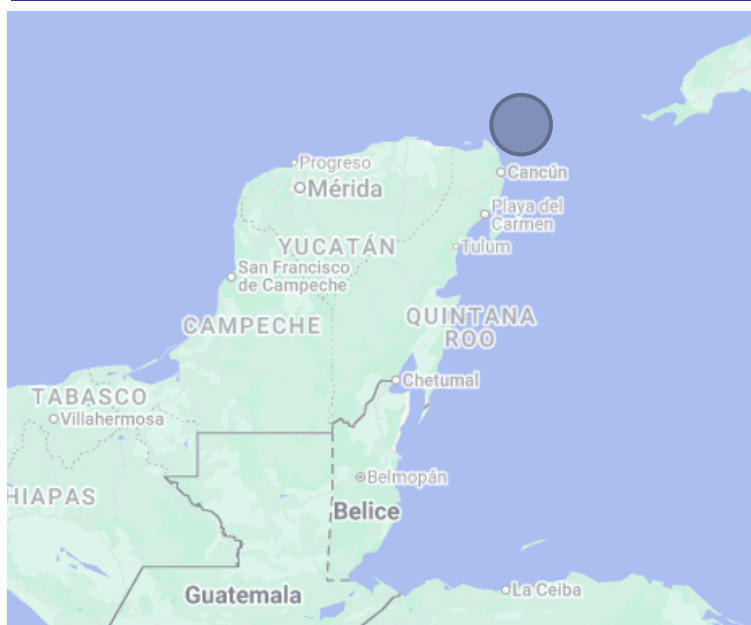 Progreso
Cancún
Mérida
Playa del
Carmen
YUCATÁN
Tulum
San Francisco
de Campeche
CAMPECHE
QUINTANA
ROO
Chetumal
TABASCO
Villahermosa
Belmopán
HIAPAS
Belice
Guatemala
La Ceiba